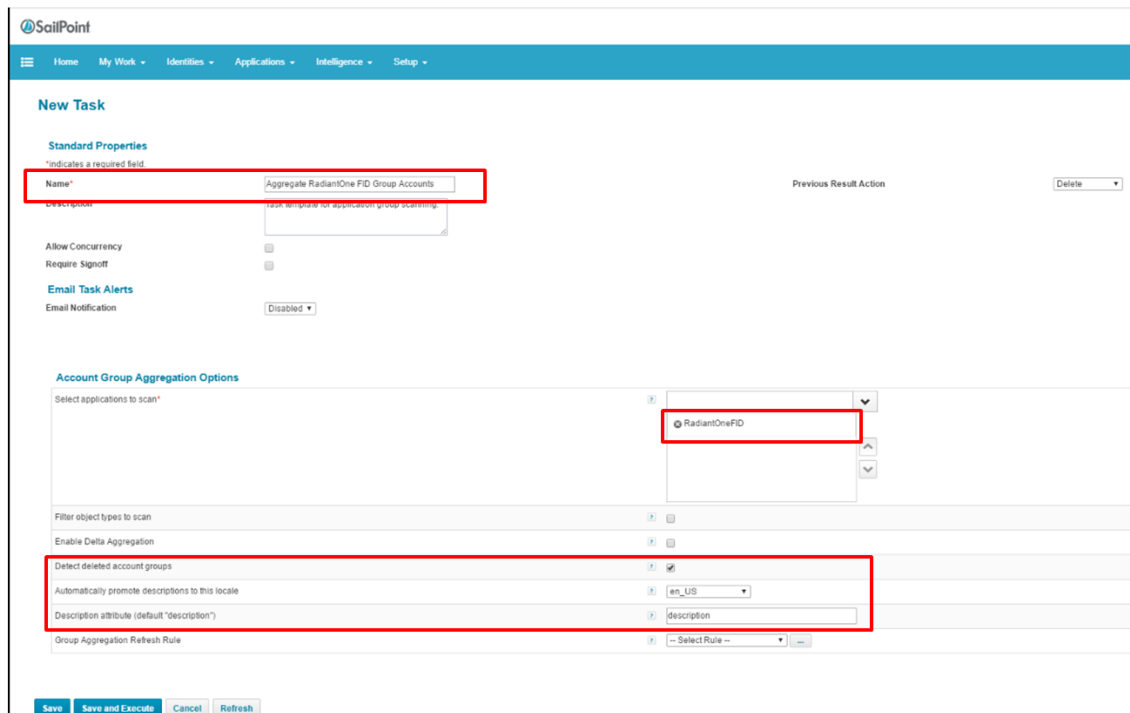 SailPoint
Home My Work Identities Applications Intelligence Setup
New Task
Standard Properties
*indicates a required field.
Name* Aggregate RadiantOne FID Group Accounts Previous Result Action Delete
Description Task template for application group scanning.
Allow Concurrency
Require Signoff
Email Task Alerts
Email Notification Disabled
Account Group Aggregation Options
Select applications to scan*
RadiantOneFID
Filter object types to scan
Enable Delta Aggregation
Detect deleted account groups
Automatically promote descriptions to this locale en_US
Description attribute (default "description") description
Group Aggregation Refresh Rule -- Select Rule -- ...
Save Save and Execute Cancel Refresh